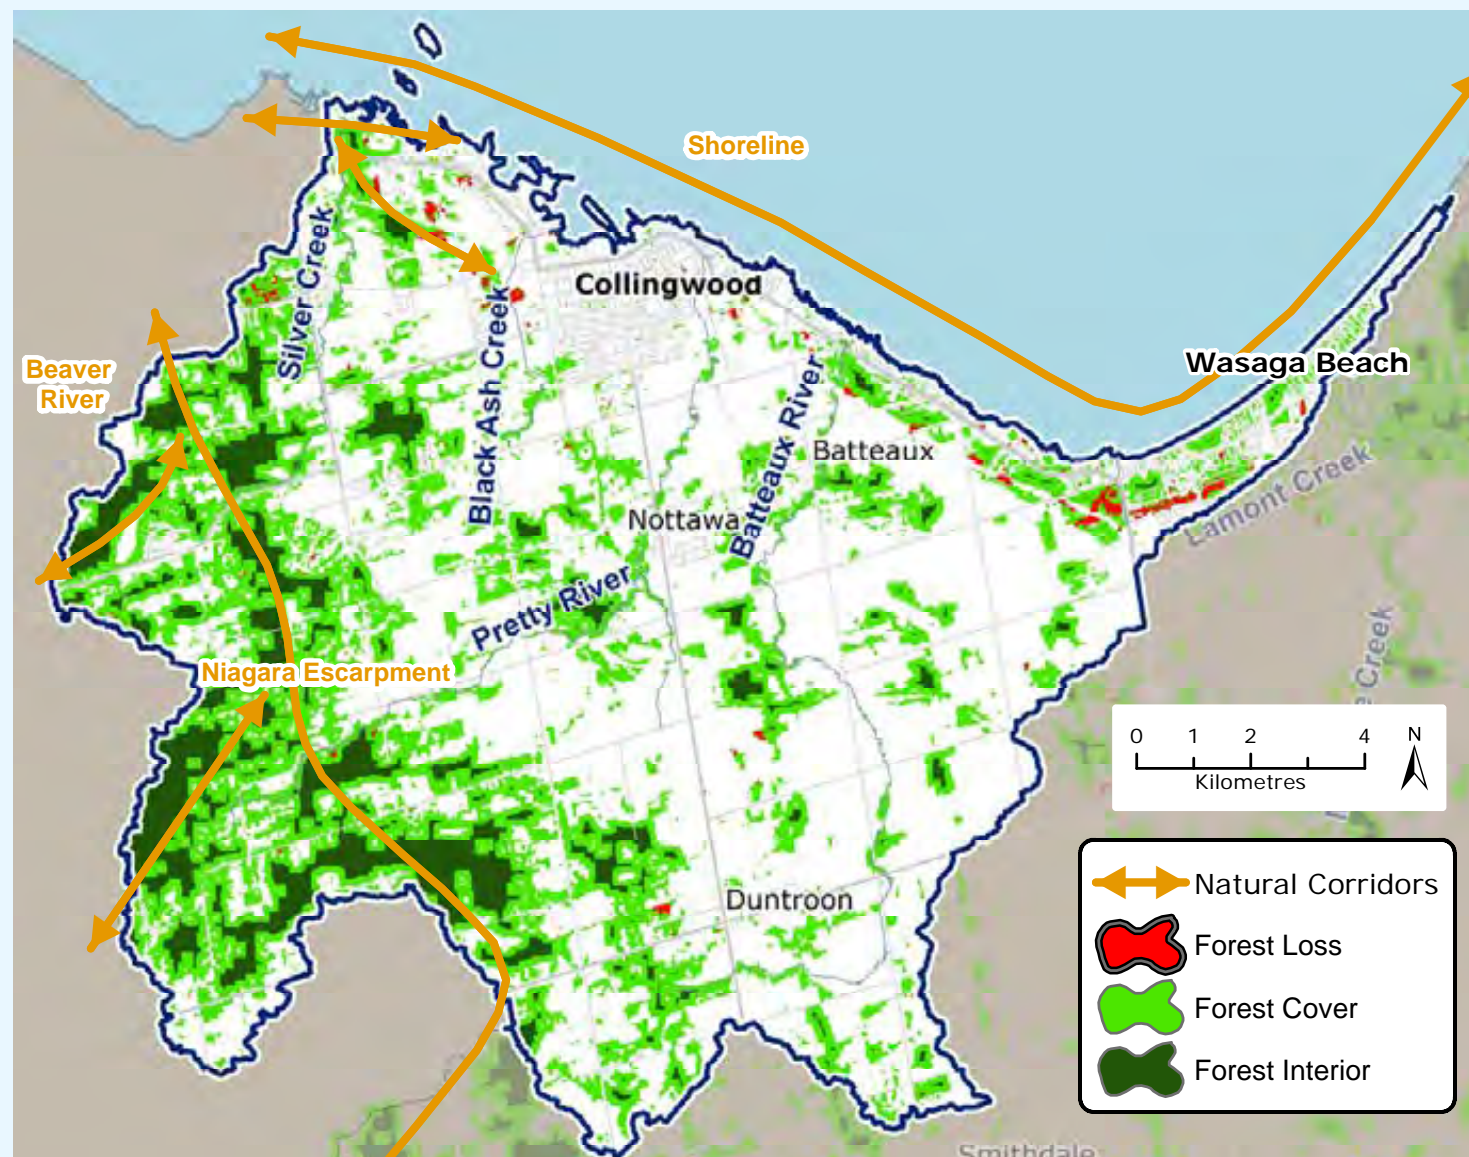 Shoreline
Collingwood
Silver Creek
Black Ash Creek
Beaver
River
Wasaga Beach
Batteaux River
Batteaux
Lamont Creek
Nottawa
Pretty River
Niagara Escarpment
Creek
0 1 2 4
Kilometres
N
Duntroon
Natural Corridors
Forest Loss
Forest Cover
Forest Interior
Smithdale